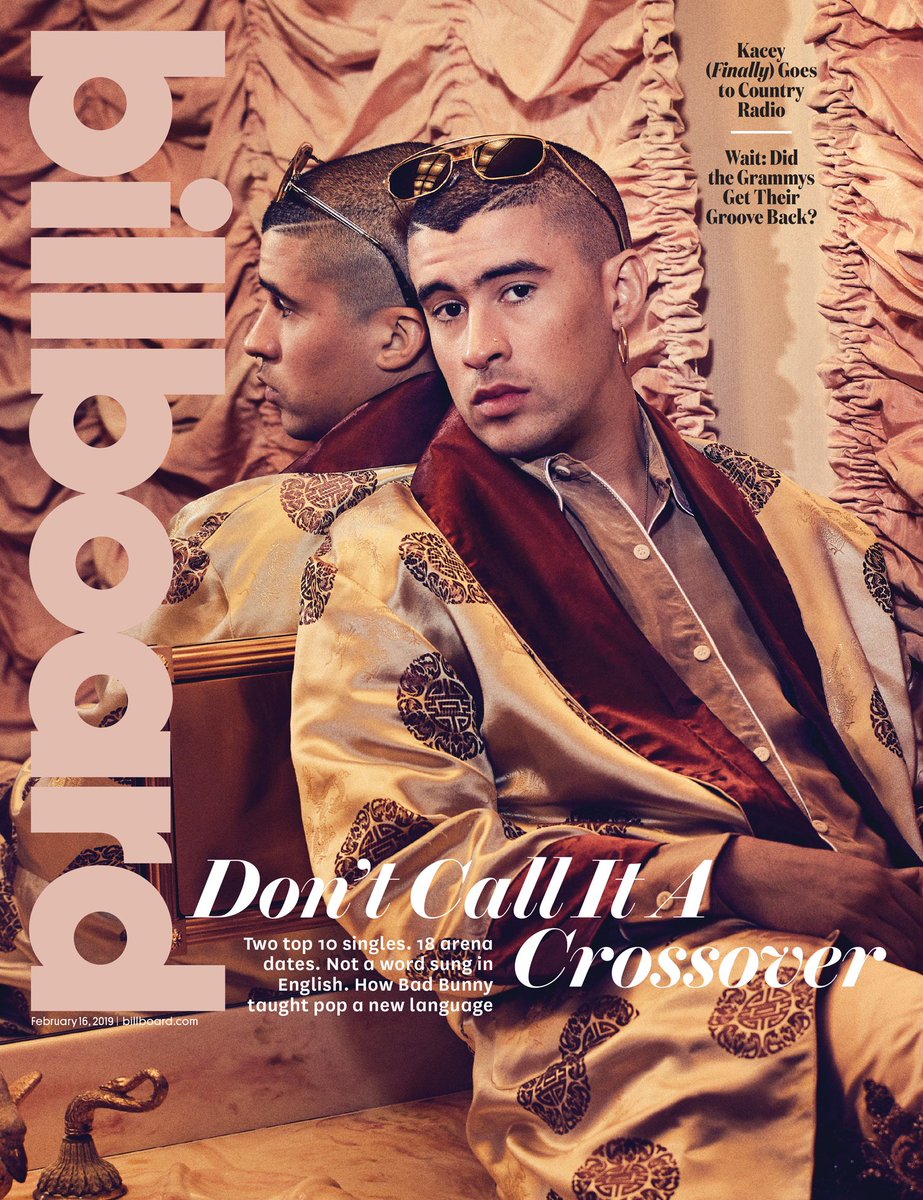 billboard
Kacey
(Finally) Goes
to Country
Radio
Wait: Did
the Grammys
Get Their
Groove Back?
Don't Call It A
Crossover
Two top 10 singles. 18 arena
dates. Not a word sung in
English. How Bad Bunny
taught pop a new language
February 16, 2019 | billboard.com